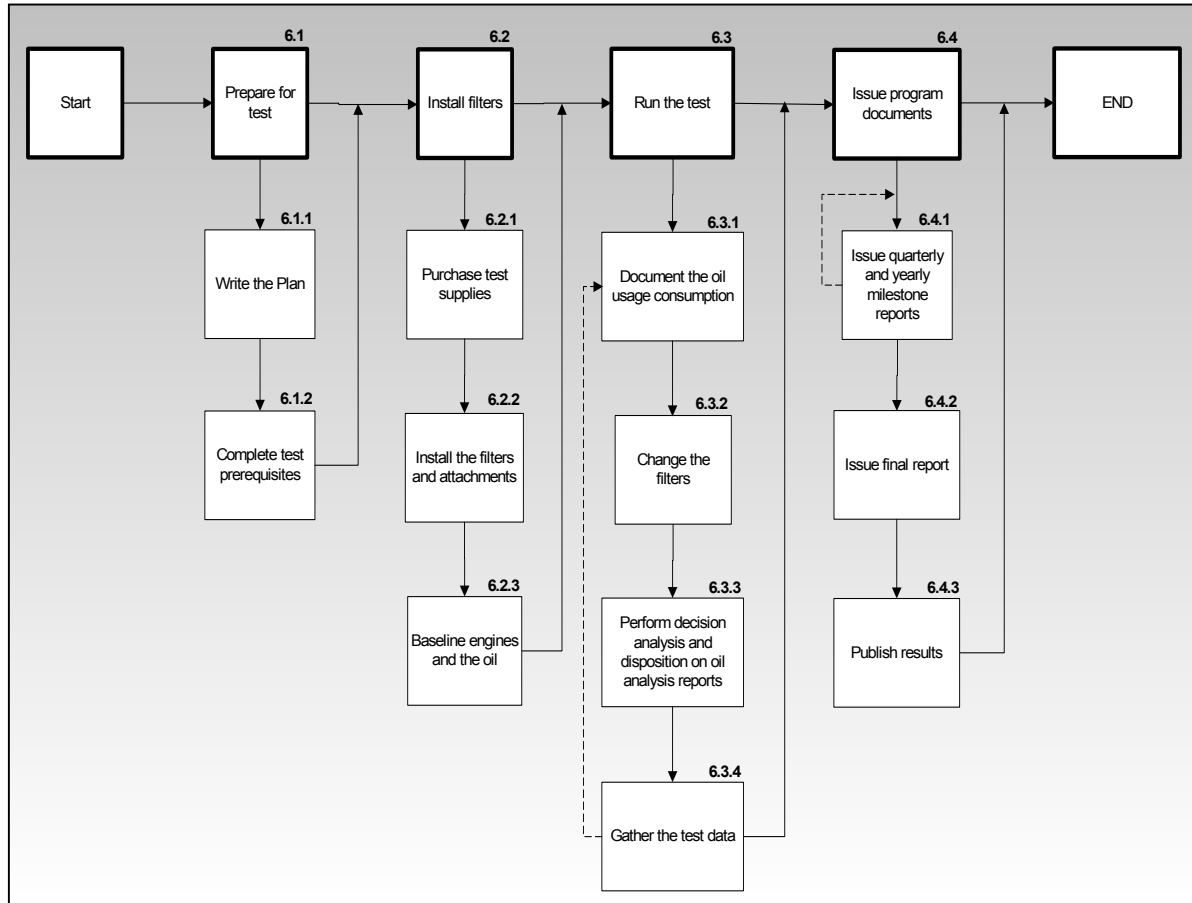 6.1
6.2
6.3
6.4
Start
Prepare for
test
Install filters
Run the test
Issue program
documents
END
6.1.1
Write the Plan
6.1.2
Complete test
prerequisites
6.2.1
Purchase test
supplies
6.2.2
Install the filters
and attachments
6.2.3
Baseline engines
and the oil
6.3.1
Document the oil
usage consumption
6.3.2
Change the
filters
6.3.3
Perform decision
analysis and
disposition on oil
analysis reports
6.3.4
Gather the test data
6.4.1
Issue quarterly
and yearly
milestone
reports
6.4.2
Issue final report
6.4.3
Publish results